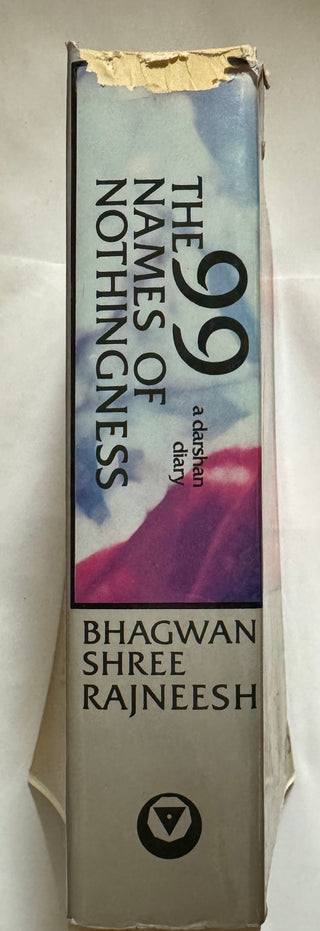 THE 99
NAMES OF
NOTHINGNESS
a darshan
diary
BHAGWAN
SHREE
RAJNEESH